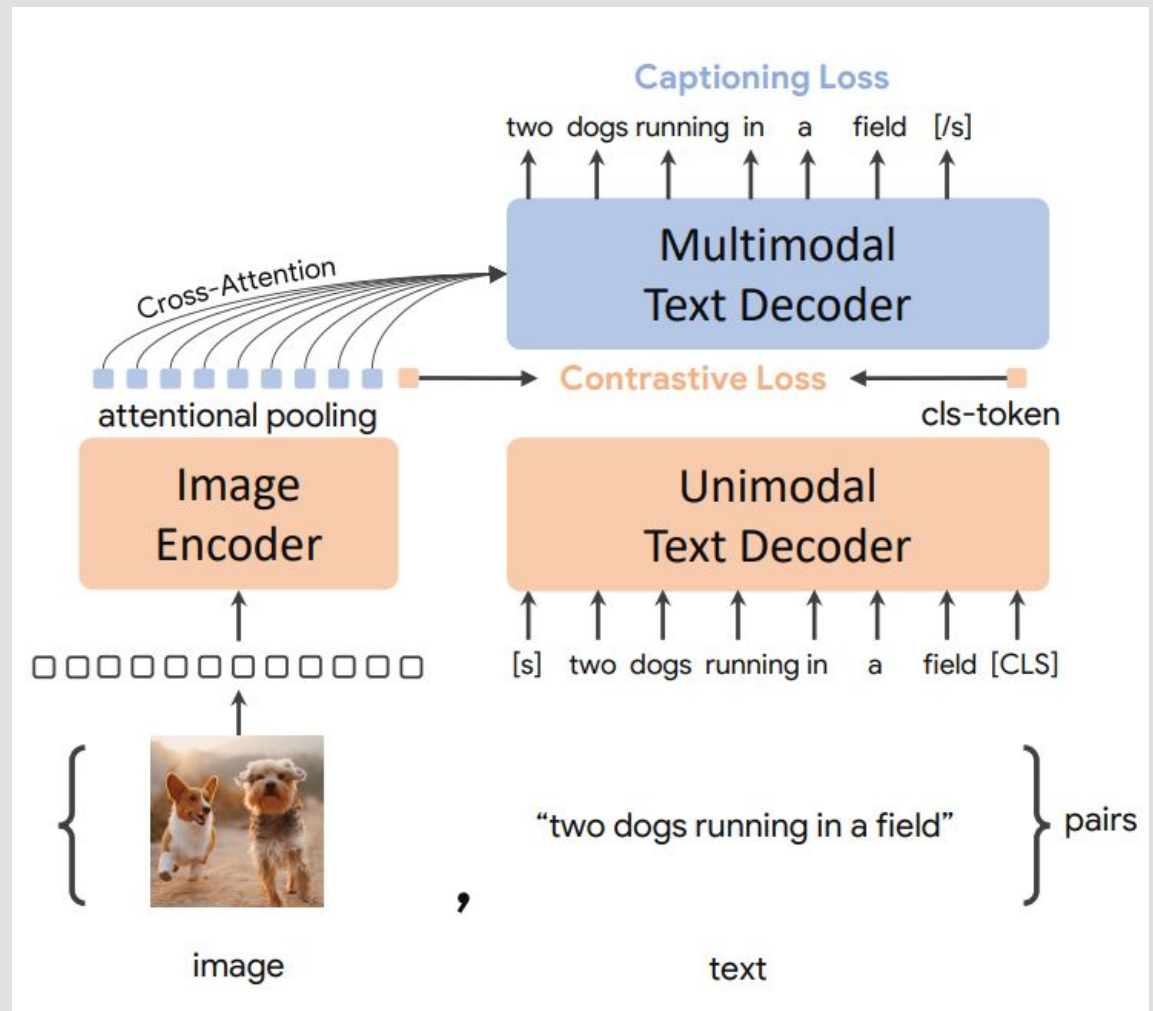 Captioning Loss
two dogs running in a field [/s]
Multimodal
Text Decoder
Cross-Attention
Contrastive Loss
attentional pooling
cls-token
Image
Encoder
Unimodal
Text Decoder
[s] two dogs running in a field [CLS]
“two dogs running in a field”
pairs
,
image
text